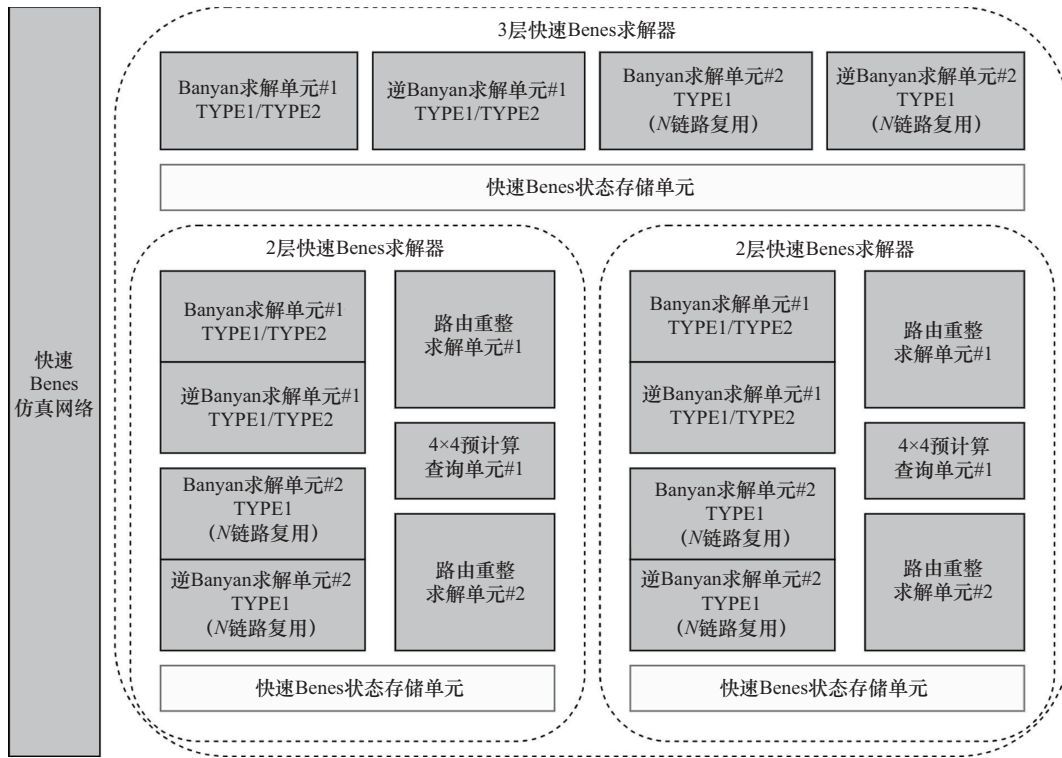 快速
Benes
仿真网络
3层快速Benes求解器
Banyan求解单元#1
TYPE1/TYPE2
逆Banyan求解单元#1
TYPE1/TYPE2
Banyan求解单元#2
TYPE1
（N链路复用）
逆Banyan求解单元#2
TYPE1
（N链路复用）
快速Benes状态存储单元
2层快速Benes求解器
Banyan求解单元#1
TYPE1/TYPE2
逆Banyan求解单元#1
TYPE1/TYPE2
Banyan求解单元#2
TYPE1
（N链路复用）
逆Banyan求解单元#2
TYPE1
（N链路复用）
路由重整
求解单元#1
4×4预计算
查询单元#1
路由重整
求解单元#2
快速Benes状态存储单元
2层快速Benes求解器
Banyan求解单元#1
TYPE1/TYPE2
逆Banyan求解单元#1
TYPE1/TYPE2
Banyan求解单元#2
TYPE1
（N链路复用）
逆Banyan求解单元#2
TYPE1
（N链路复用）
路由重整
求解单元#1
4×4预计算
查询单元#1
路由重整
求解单元#2
快速Benes状态存储单元